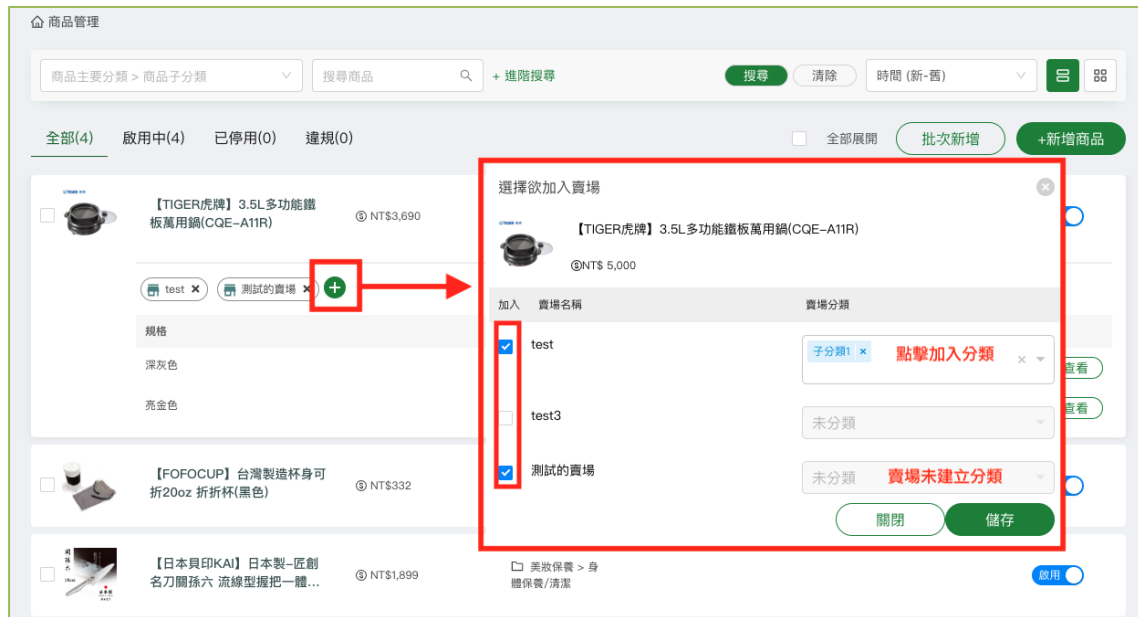 商品管理
商品主要分類 > 商品子分類
搜尋商品
+ 進階搜尋
搜尋
清除
時間 (新-舊)
全部(4)
啟用中(4)
已停用(0)
違規(0)
全部展開
批次新增
+新增商品
【TIGER虎牌】3.5L多功能鐵
板萬用鍋(CQE-A11R)
NT$3,690
test ×
測試的賣場 ×
規格
深灰色
亮金色
查看
查看
選擇欲加入賣場
【TIGER虎牌】3.5L多功能鐵板萬用鍋(CQE-A11R)
NT$ 5,000
加入
賣場名稱
賣場分類
test
子分類1 ×
點擊加入分類
test3
未分類
測試的賣場
未分類
賣場未建立分類
關閉
儲存
【FOFOCUP】台灣製造杯身可
折20oz 折折杯(黑色)
NT$332
【日本貝印KAI】日本製-匠創
名刀關孫六 流線型握把一體...
NT$1,899
美妝保養 > 身
體保養/清潔
啟用